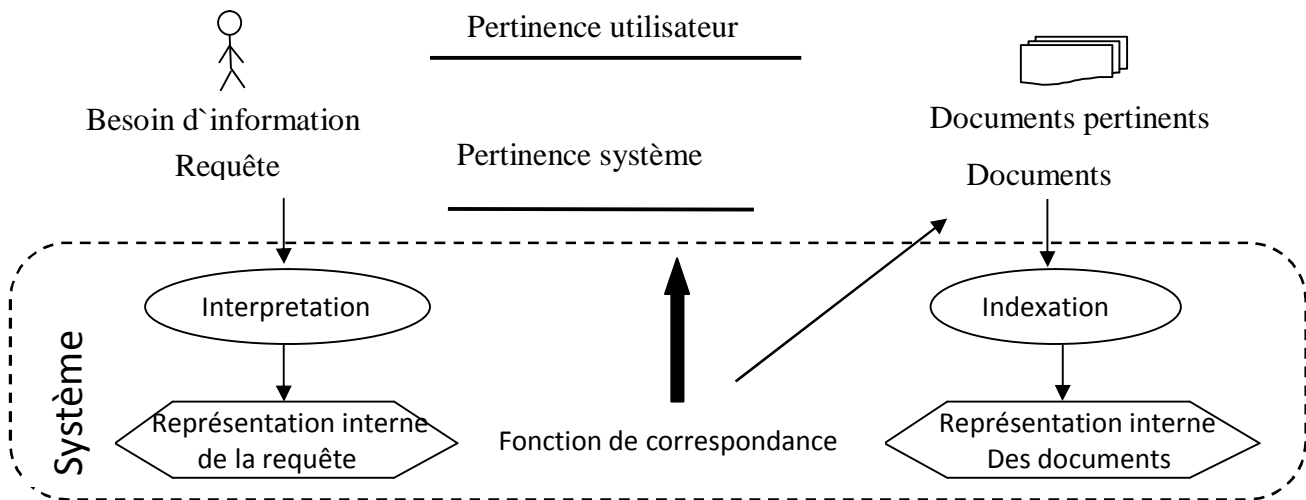 Pertinence utilisateur
Besoin d`information
Documents pertinents
Requête
Pertinence système
Documents
Interpretation
Indexation
Système
Représentation interne
de la requête
Fonction de correspondance
Représentation interne
Des documents